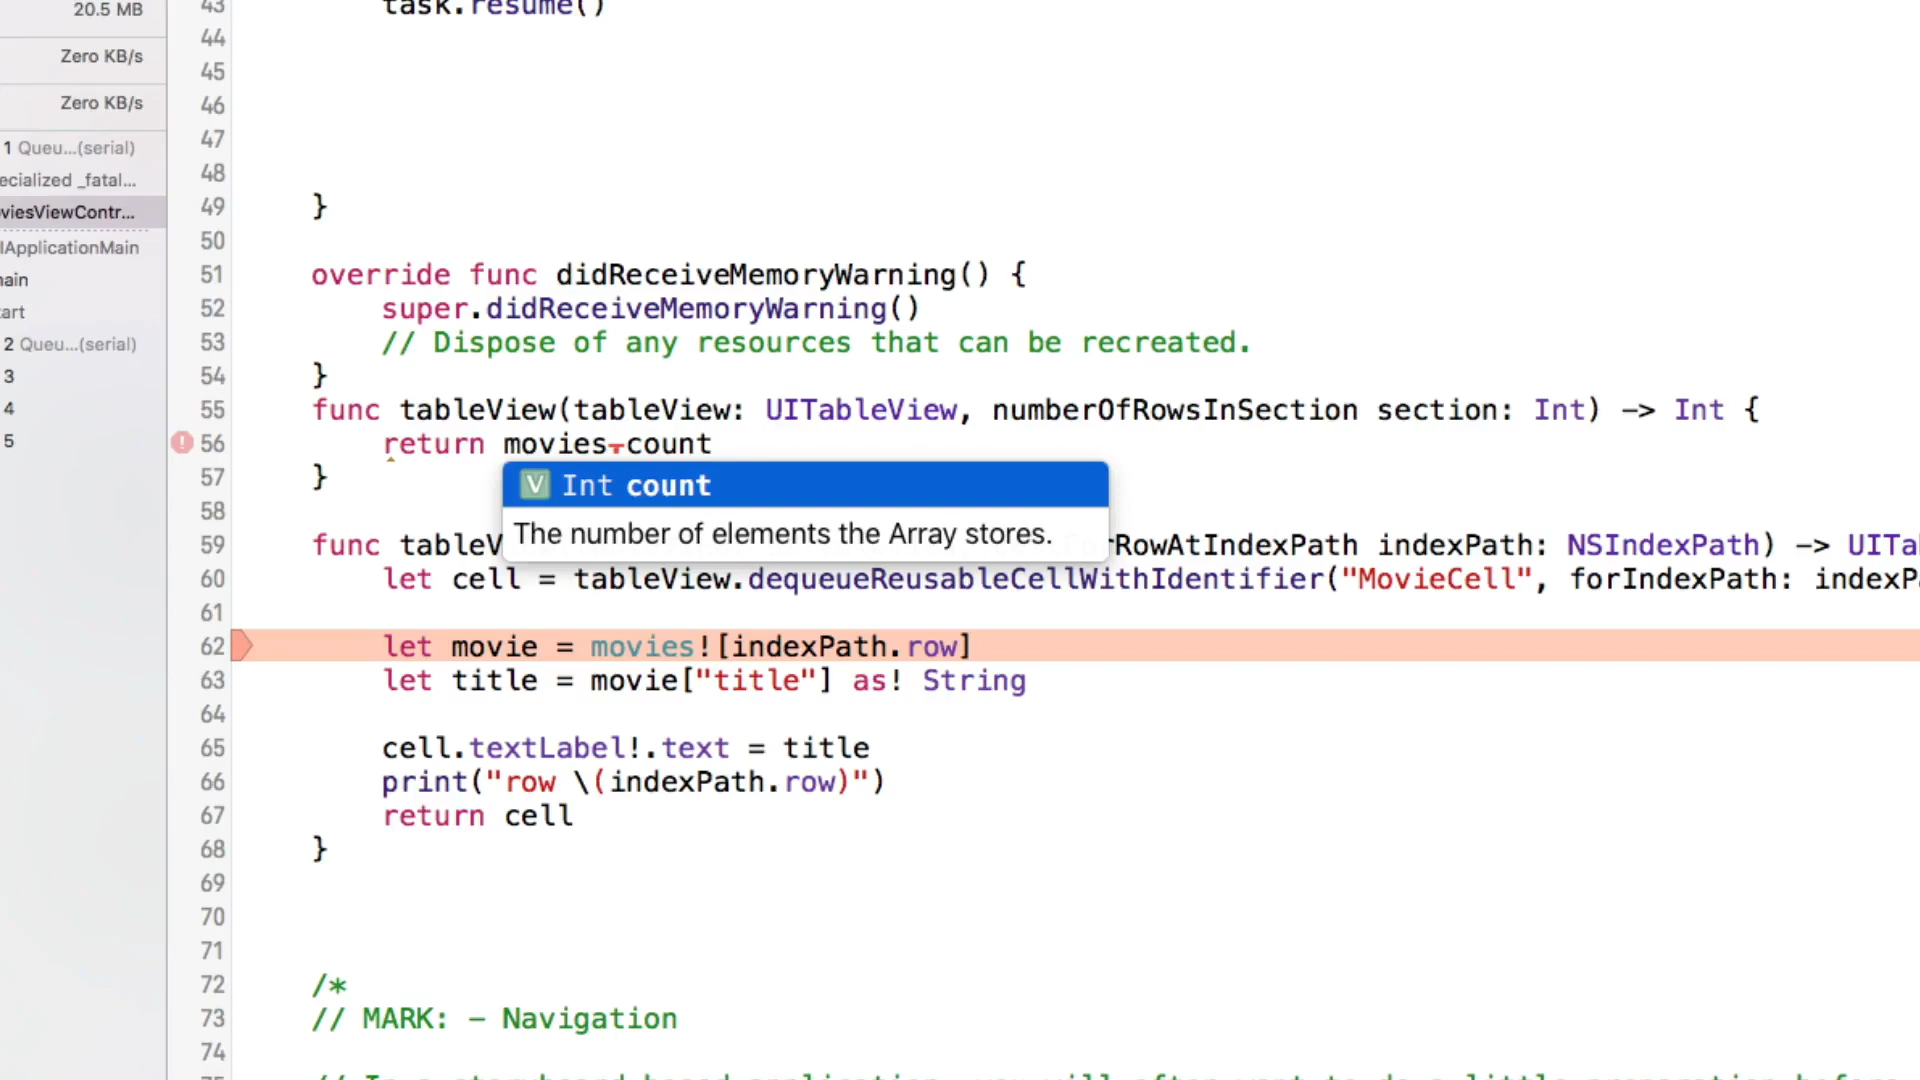 20.5 MB
Zero KB/s
Zero KB/s
1 Queu...(serial)
ecialized _fatal...
viesViewContr...
IApplicationMain
ain
art
2 Queu...(serial)
3
4
5
43 task.resume()
44
45
46
47
48
49 }
50
51 override func didReceiveMemoryWarning() {
52 super.didReceiveMemoryWarning()
53 // Dispose of any resources that can be recreated.
54 }
55 func tableView(tableView: UITableView, numberOfRowsInSection section: Int) -> Int {
56 return movies.count
57 }
V Int count
58
The number of elements the Array stores.
59 func tableV rRowAtIndexPath indexPath: NSIndexPath) -> UITa
60 let cell = tableView.dequeueReusableCellWithIdentifier("MovieCell", forIndexPath: indexP
61
62 let movie = movies![indexPath.row]
63 let title = movie["title"] as! String
64
65 cell.textLabel!.text = title
66 print("row \(indexPath.row)")
67 return cell
68 }
69
70
71
72 /*
73 // MARK: - Navigation
74